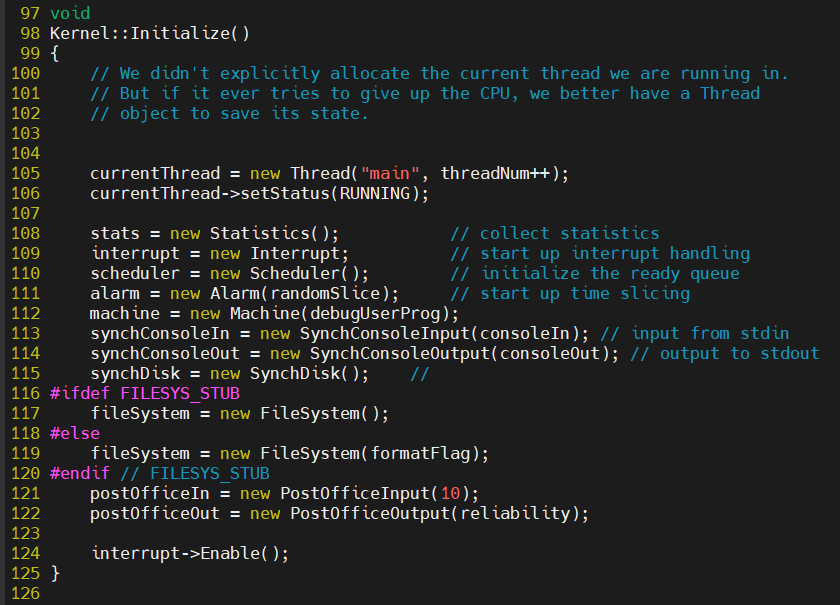 97 void
98 Kernel::Initialize()
99 {
100     // We didn't explicitly allocate the current thread we are running in.
101     // But if it ever tries to give up the CPU, we better have a Thread
102     // object to save its state.
103
104
105     currentThread = new Thread("main", threadNum++);
106     currentThread->setStatus(RUNNING);
107
108     stats = new Statistics();           // collect statistics
109     interrupt = new Interrupt;          // start up interrupt handling
110     scheduler = new Scheduler();        // initialize the ready queue
111     alarm = new Alarm(randomSlice);     // start up time slicing
112     machine = new Machine(debugUserProg);
113     synchConsoleIn = new SynchConsoleInput(consoleIn); // input from stdin
114     synchConsoleOut = new SynchConsoleOutput(consoleOut); // output to stdout
115     synchDisk = new SynchDisk();    //
116 #ifdef FILESYS_STUB
117     fileSystem = new FileSystem();
118 #else
119     fileSystem = new FileSystem(formatFlag);
120 #endif // FILESYS_STUB
121     postOfficeIn = new PostOfficeInput(10);
122     postOfficeOut = new PostOfficeOutput(reliability);
123
124     interrupt->Enable();
125 }
126